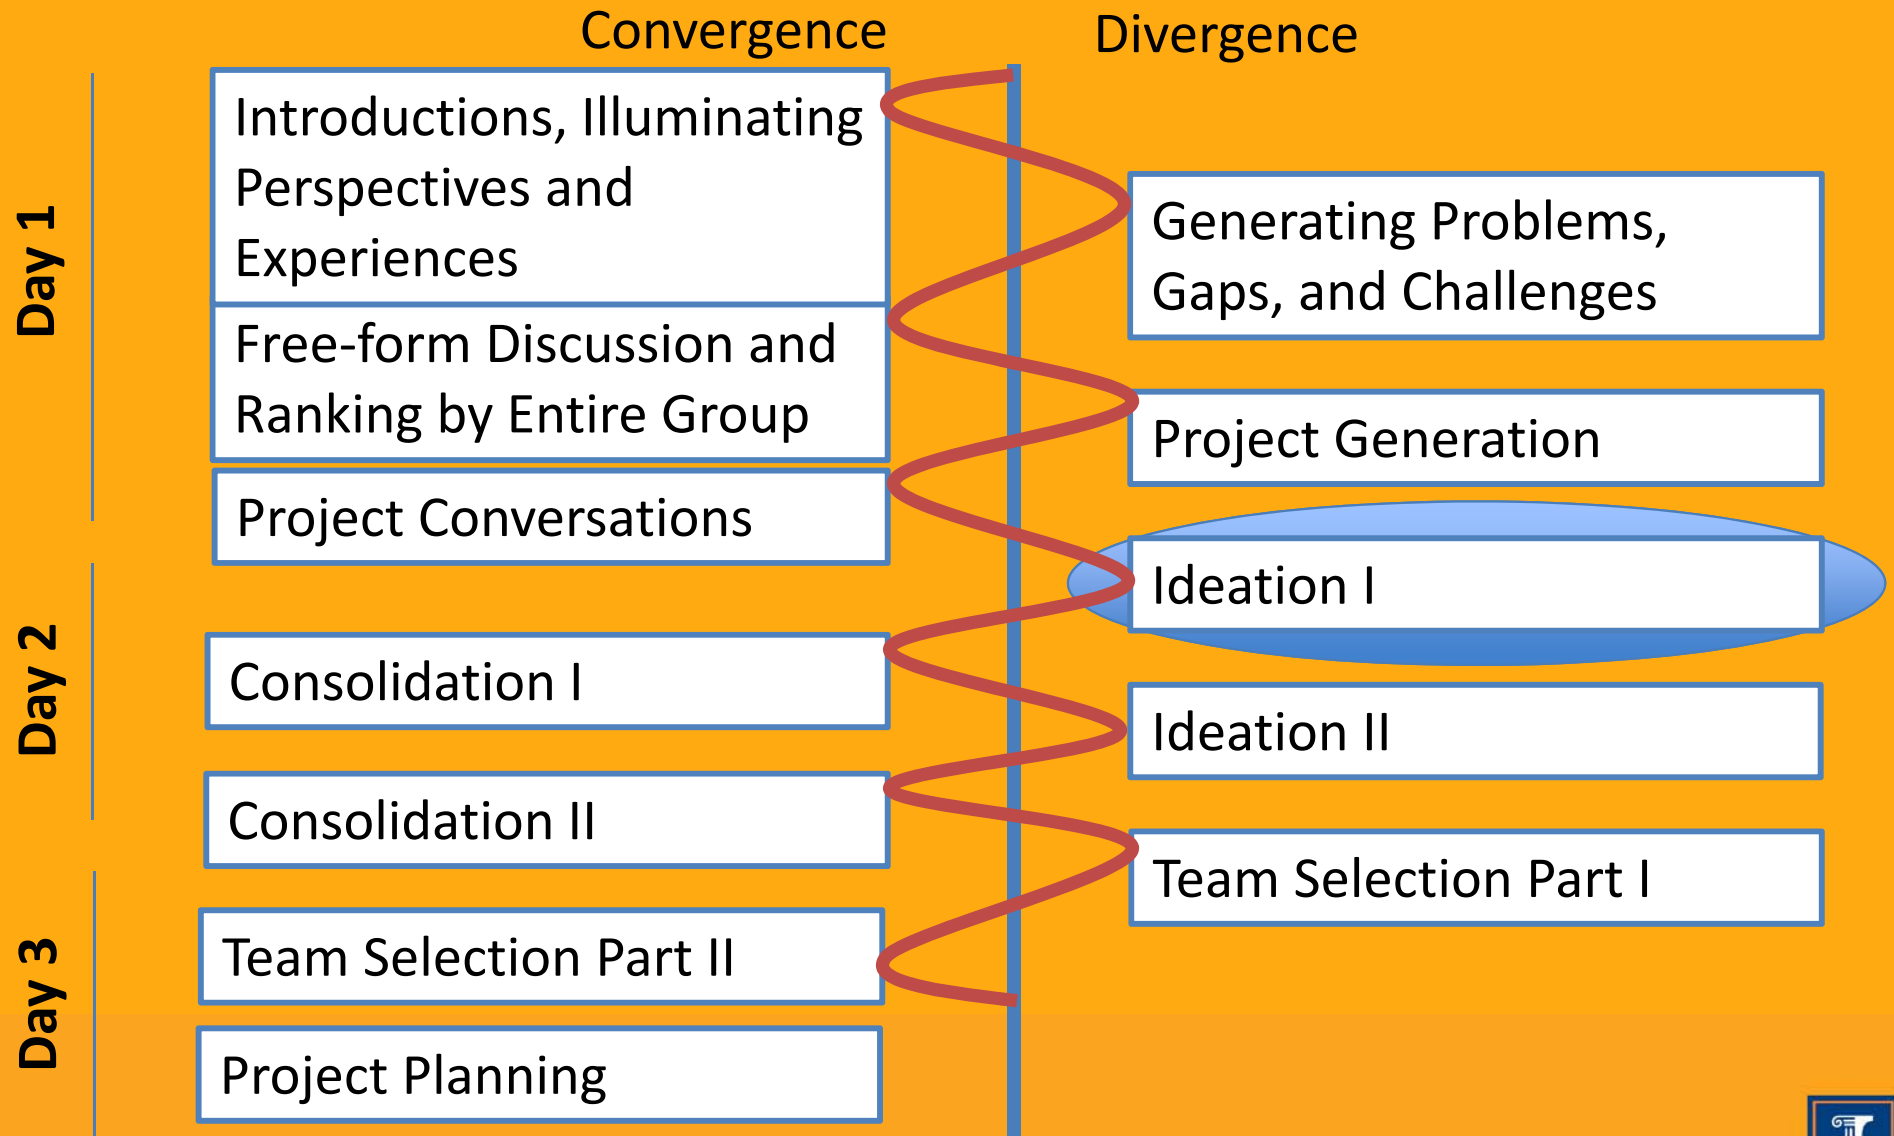 Convergence
Divergence
Day 1
Introductions, Illuminating
Perspectives and
Experiences
Generating Problems,
Gaps, and Challenges
Free-form Discussion and
Ranking by Entire Group
Project Generation
Project Conversations
Day 2
Ideation I
Consolidation I
Ideation II
Consolidation II
Day 3
Team Selection Part I
Team Selection Part II
Project Planning